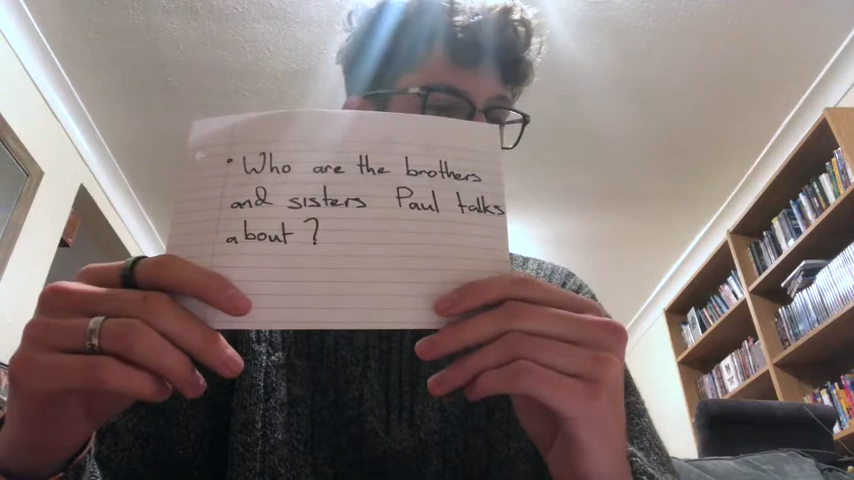 • Who are the brothers
and sisters Paul talks
about?